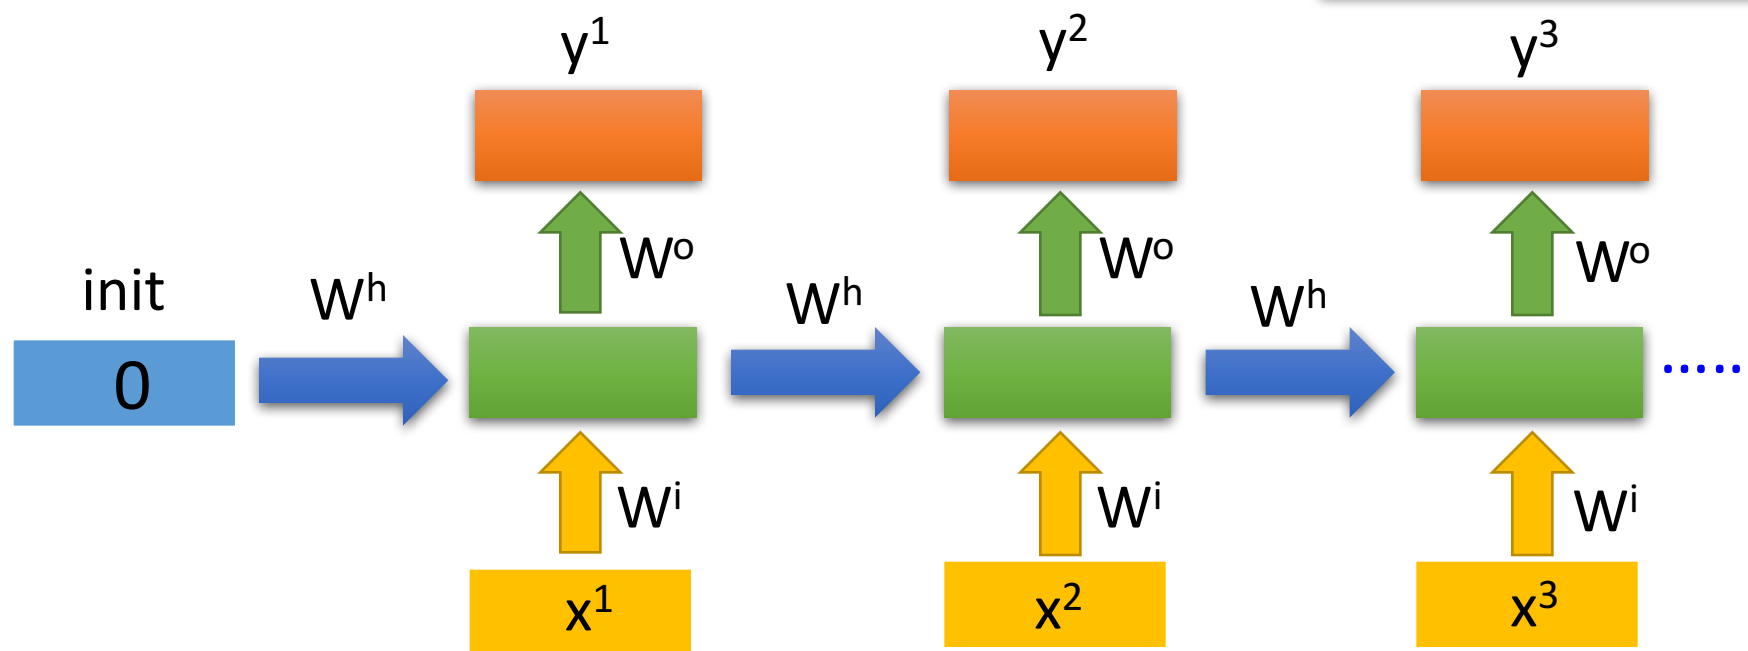 y¹ y² y³
Wᵒ Wᵒ Wᵒ
init Wʰ Wʰ Wʰ
0 .....
Wⁱ Wⁱ Wⁱ
x¹ x² x³